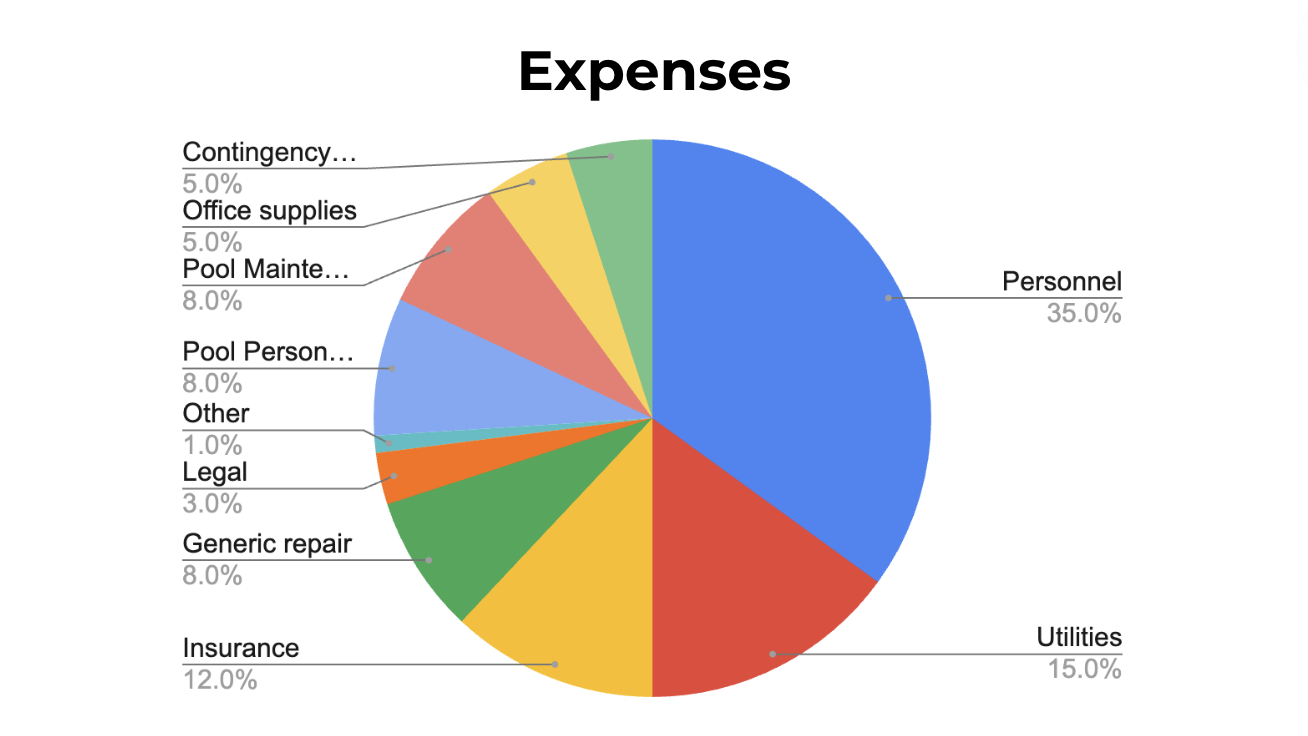 Expenses
Contingency…
5.0%
Office supplies
5.0%
Pool Mainte…
8.0%
Pool Person…
8.0%
Other
1.0%
Legal
3.0%
Generic repair
8.0%
Insurance
12.0%
Personnel
35.0%
Utilities
15.0%